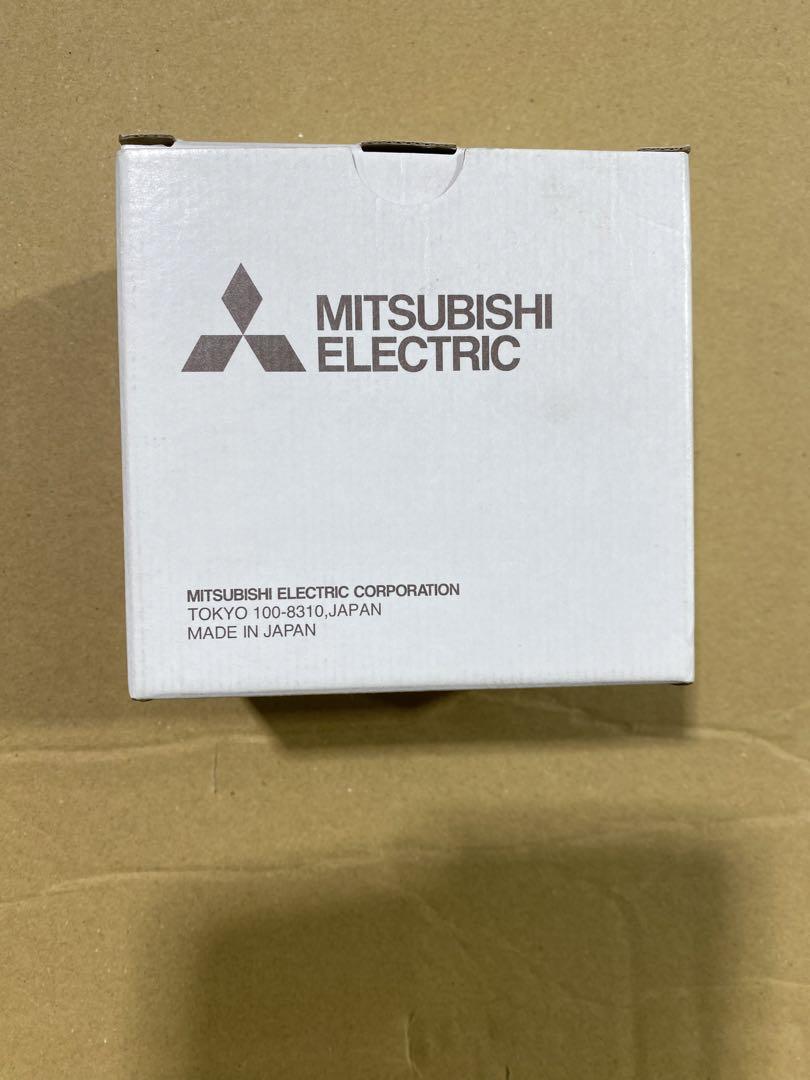 MITSUBISHI
ELECTRIC
MITSUBISHI ELECTRIC CORPORATION
TOKYO 100-8310,JAPAN
MADE IN JAPAN